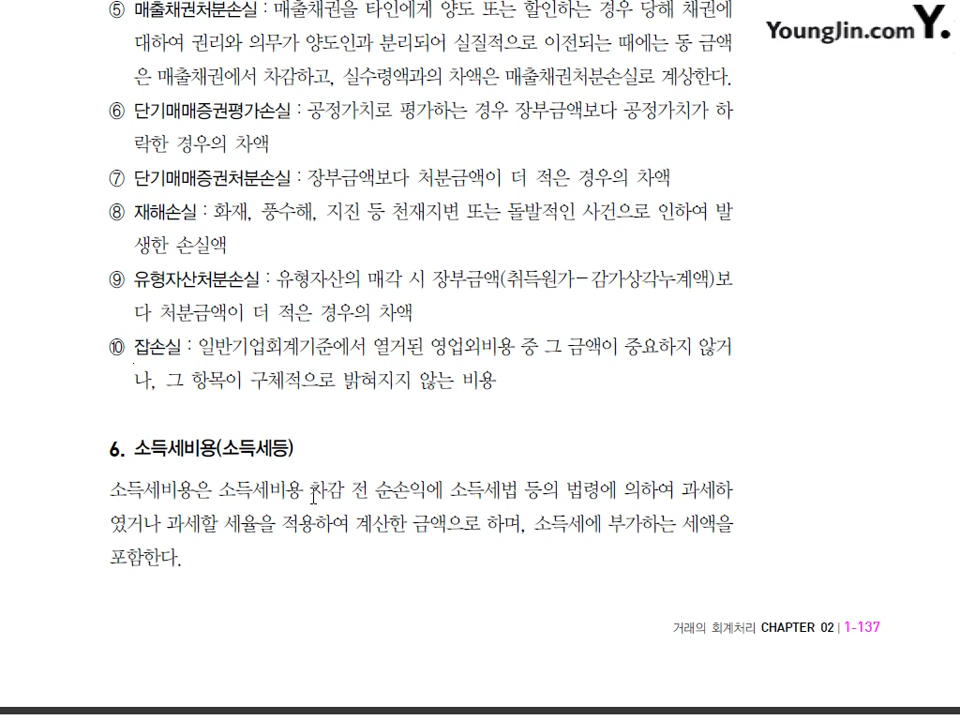 Younglin.com Y.
⑤ 매출채권처분손실 : 매출채권을 타인에게 양도 또는 할인하는 경우 당해 채권에
대하여 권리와 의무가 양도인과 분리되어 실질적으로 이전되는 때에는 동 금액
은 매출채권에서 차감하고, 실수령액과의 차액은 매출채권처분손실로 계상한다.
⑥ 단기매매증권평가손실 : 공정가치로 평가하는 경우 장부금액보다 공정가치가 하
락한 경우의 차액
⑦ 단기매매증권처분손실 : 장부금액보다 처분금액이 더 적은 경우의 차액
⑧ 재해손실 : 화재, 풍수해, 지진 등 천재지변 또는 돌발적인 사건으로 인하여 발
생한 손실액
⑨ 유형자산처분손실 : 유형자산의 매각 시 장부금액(취득원가-감가상각누계액)보
다 처분금액이 더 적은 경우의 차액
⑩ 잡손실 : 일반기업회계기준에서 열거된 영업외비용 중 그 금액이 중요하지 않거
나, 그 항목이 구체적으로 밝혀지지 않는 비용
6. 소득세비용(소득세등)
소득세비용은 소득세비용 차감 전 순손익에 소득세법 등의 법령에 의하여 과세하
였거나 과세할 세율을 적용하여 계산한 금액으로 하며, 소득세에 부가하는 세액을
포함한다.
거래의 회계처리 CHAPTER 02 | 1-137